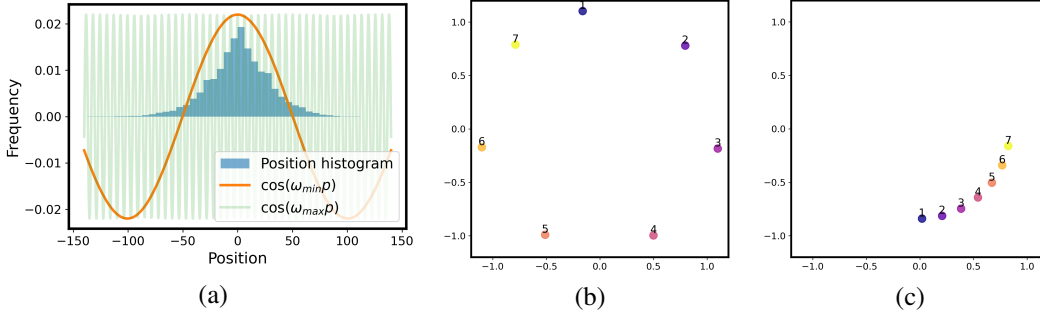 Frequency
0.02
0.01
0.00
−0.01
−0.02
Position histogram
cos(ω_min p)
cos(ω_max p)
−150 −100 −50 0 50 100 150
Position
(a)
1.0
0.5
0.0
−0.5
−1.0
1
2
3
4
5
6
7
−1.0 −0.5 0.0 0.5 1.0
(b)
1.0
0.5
0.0
−0.5
−1.0
1
2
3
4
5
6
7
−1.0 −0.5 0.0 0.5 1.0
(c)